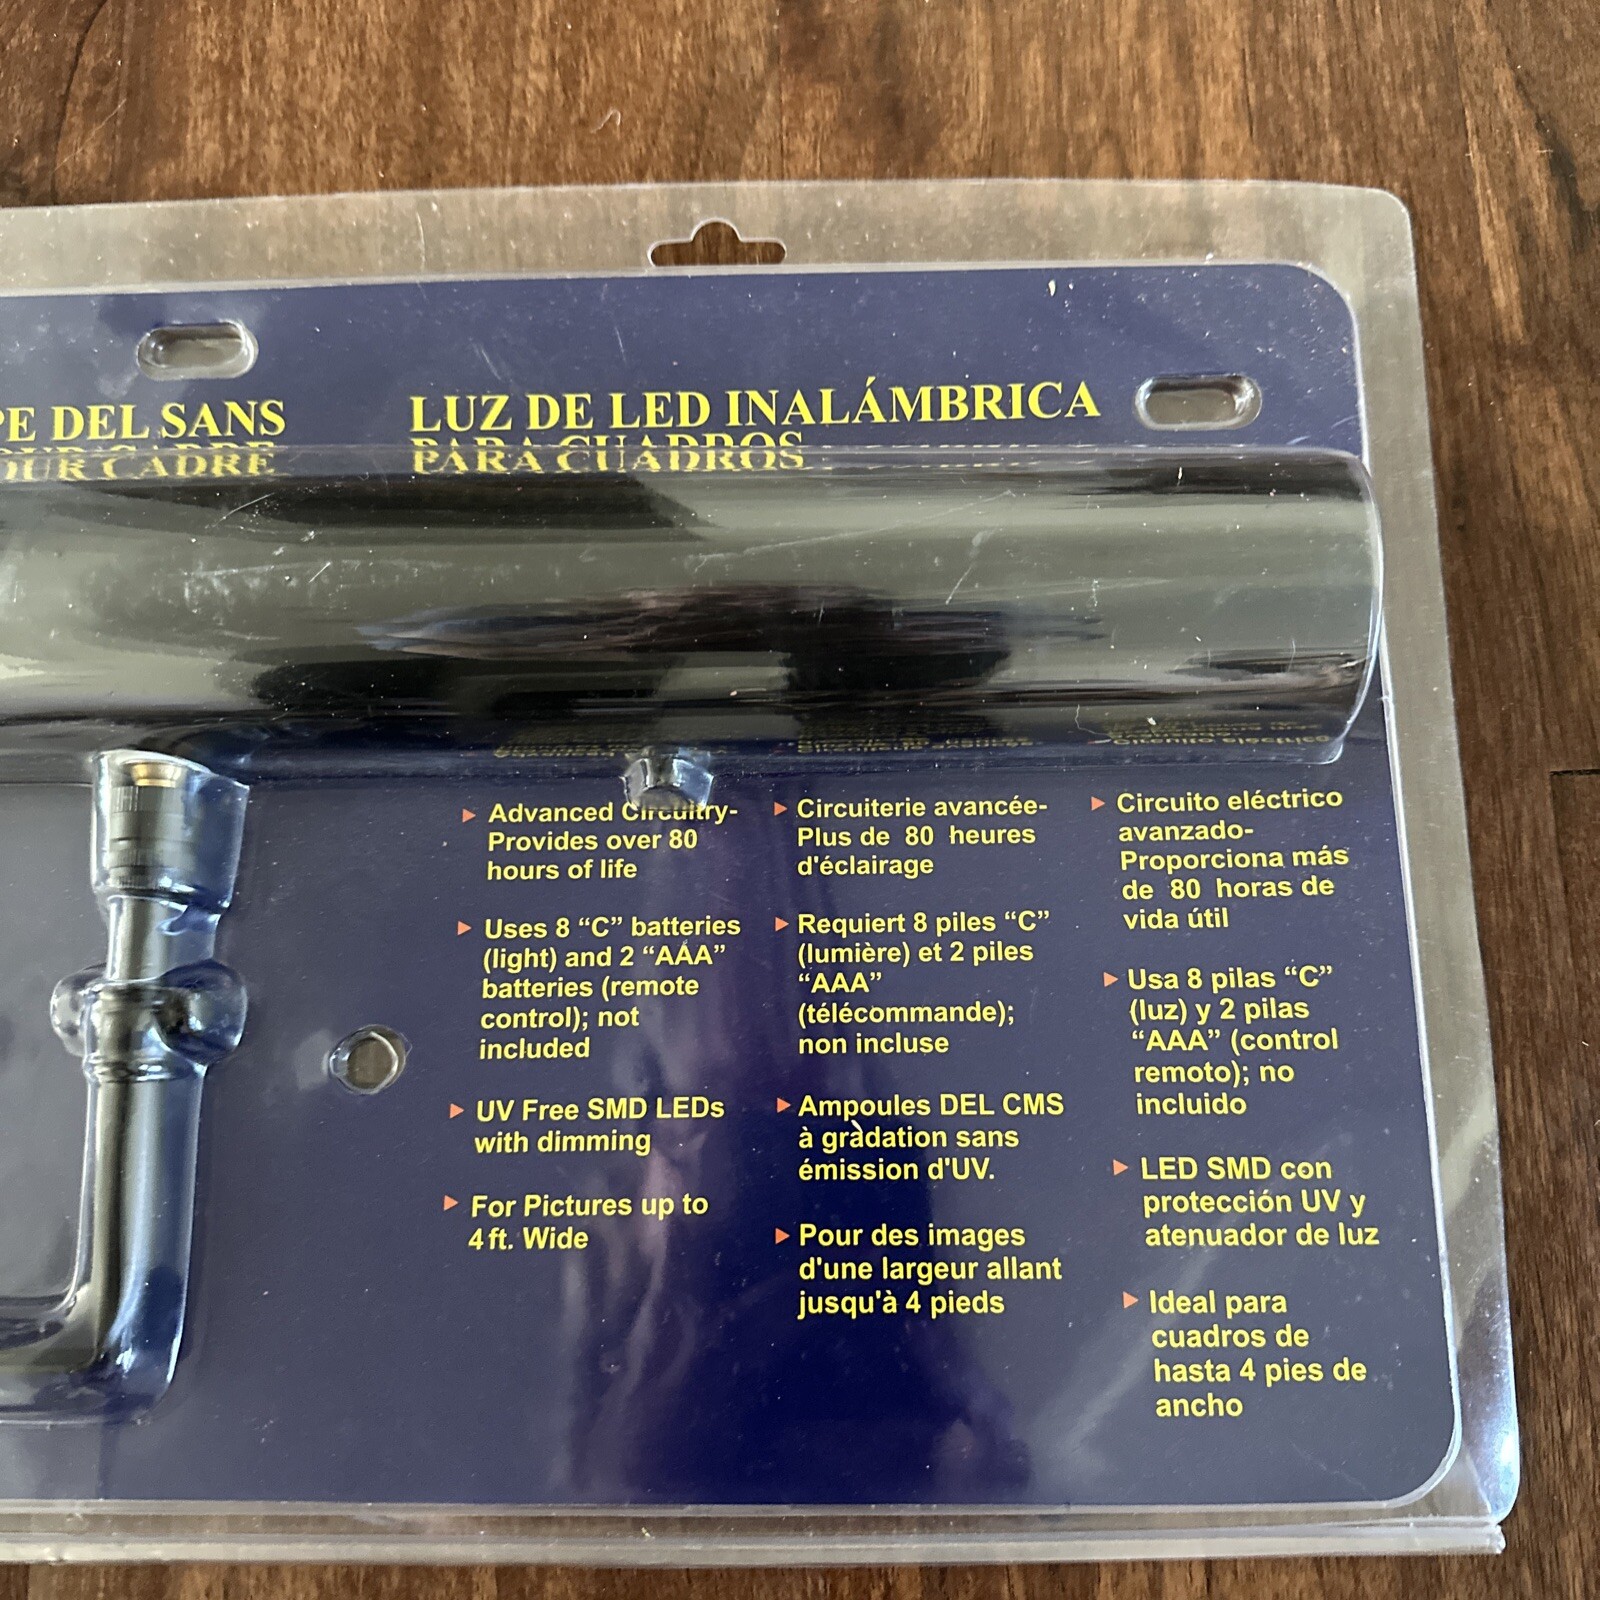 PE DEL SANS
OUR CADRE
LUZ DE LED INALÁMBRICA
PARA CUADROS
Advanced Circuitry-
Provides over 80
hours of life
Uses 8 “C” batteries
(light) and 2 “AAA”
batteries (remote
control); not
included
UV Free SMD LEDs
with dimming
For Pictures up to
4 ft. Wide
Circuiterie avancée-
Plus de 80 heures
d'éclairage
Requiert 8 piles “C”
(lumière) et 2 piles
“AAA”
(télécommande);
non incluse
Ampoules DEL CMS
à gradation sans
émission d'UV.
Pour des images
d'une largeur allant
jusqu'à 4 pieds
Circuito eléctrico
avanzado-
Proporciona más
de 80 horas de
vida útil
Usa 8 pilas “C”
(luz) y 2 pilas
“AAA” (control
remoto); no
incluido
LED SMD con
protección UV y
atenuador de luz
Ideal para
cuadros de
hasta 4 pies de
ancho